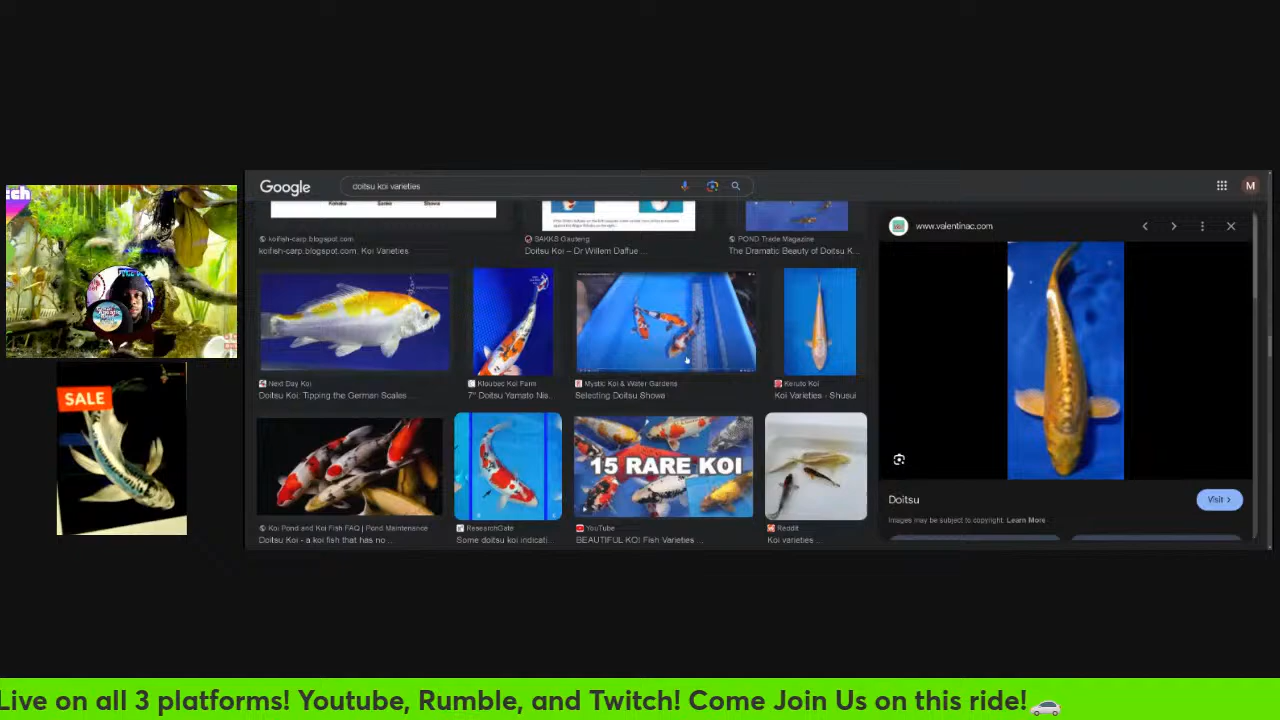 ch
SALE
Google
doitsu koi varieties
M
koifish-carp.blogspot.com
koifish-carp.blogspot.com. Koi Varieties
SAKKS Gauteng
Doitsu Koi – Dr Willem Daffue ...
POND Trade Magazine
The Dramatic Beauty of Doitsu K...
Next Day Koi
Doitsu Koi: Tipping the German Scales ...
Kloubec Koi Farm
7" Doitsu Yamato Nis...
Mystic Koi & Water Gardens
Selecting Doitsu Showa
Kenuto Koi
Koi Varieties - Shusui
15 RARE KOI
Koi Pond and Koi Fish FAQ | Pond Maintenance
Doitsu Koi - a koi fish that has no ...
ResearchGate
Some doitsu koi indicati...
YouTube
BEAUTIFUL KOI Fish Varieties ...
Reddit
Koi varieties ...
www.valentinac.com
Doitsu
Visit >
Images may be subject to copyright. Learn More
Live on all 3 platforms! Youtube, Rumble, and Twitch! Come Join Us on this ride!